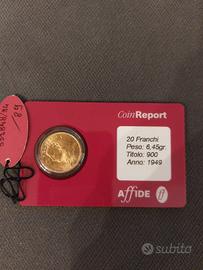 CoinReport
20 Franchi
Peso: 6,45gr.
Titolo: 900
Anno: 1949
AFFIDE
subito